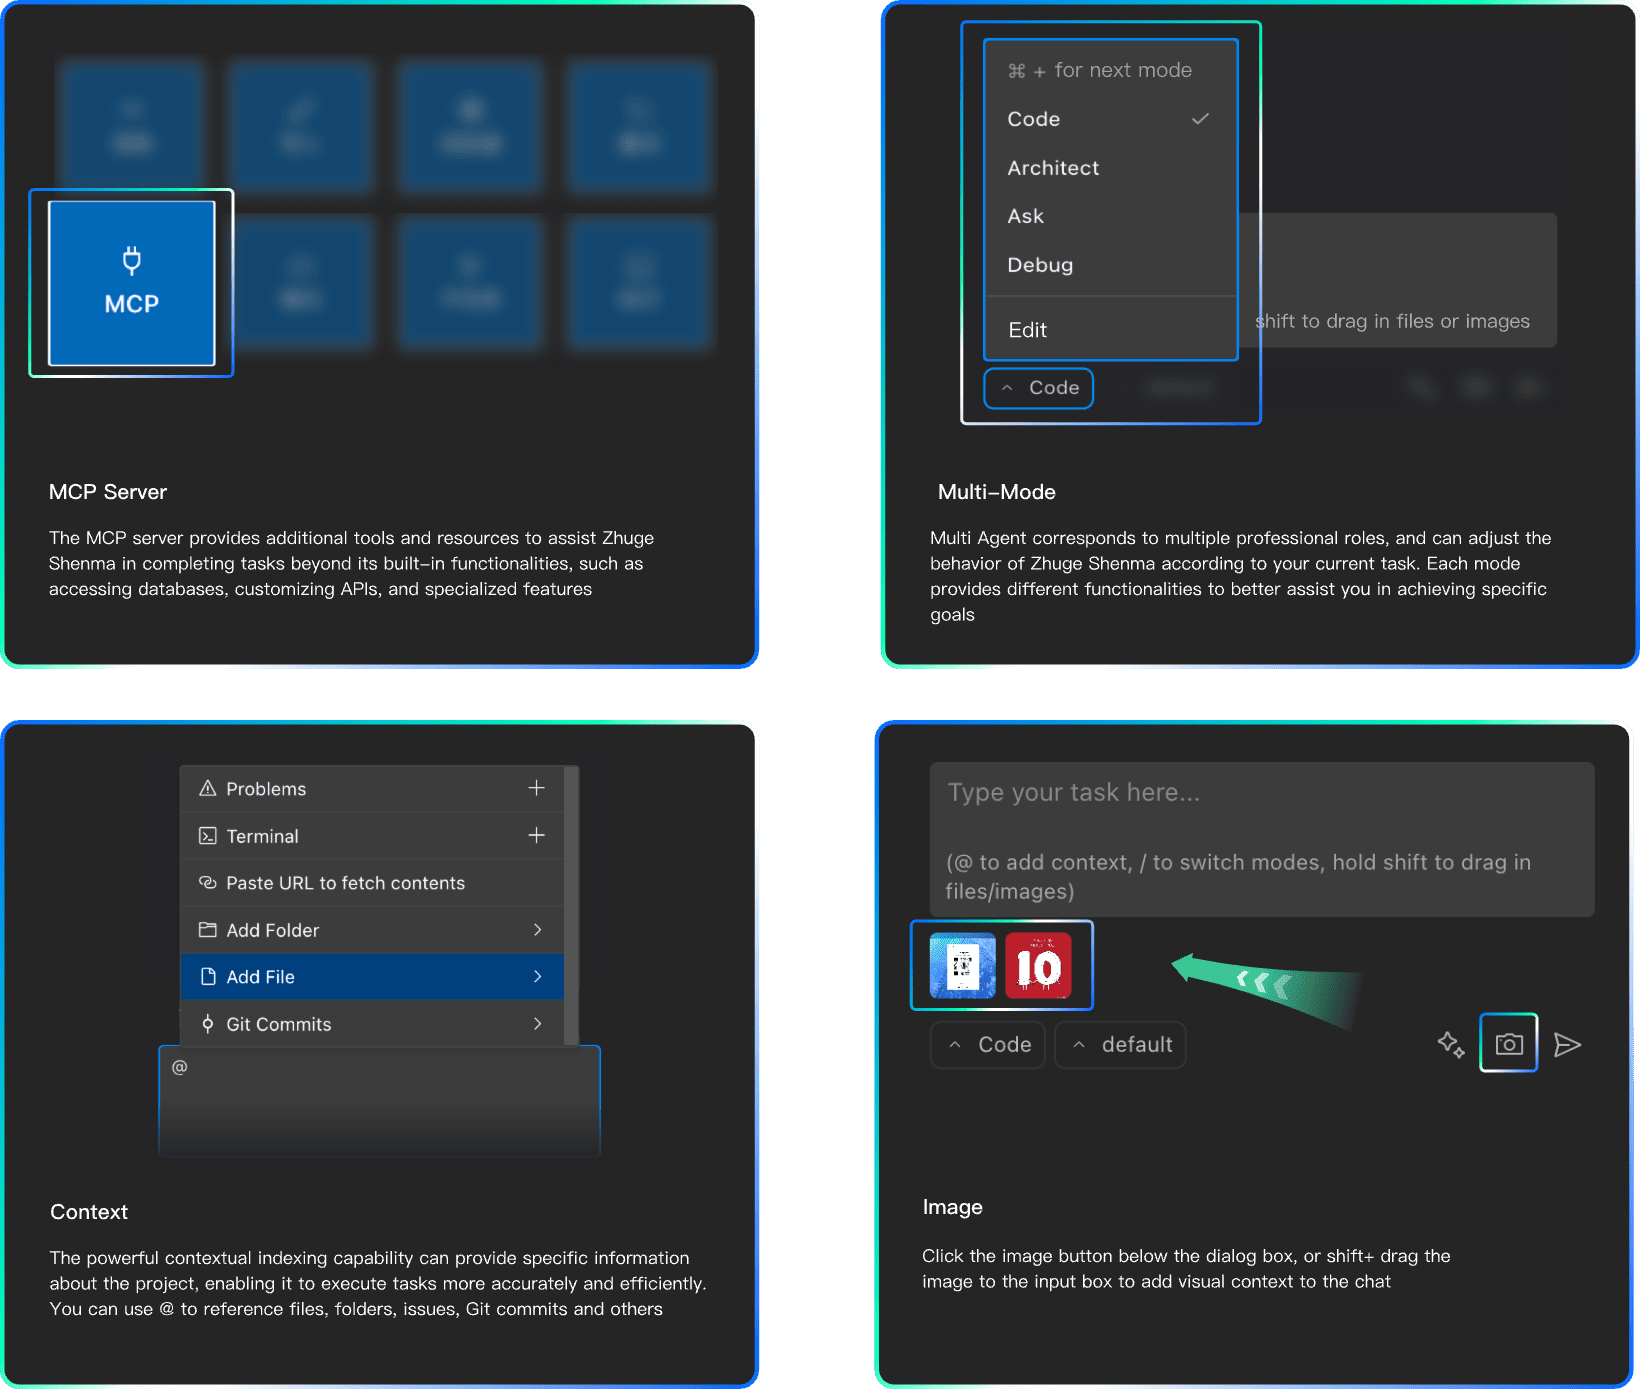 MCP
MCP Server
The MCP server provides additional tools and resources to assist Zhuge
Shenma in completing tasks beyond its built-in functionalities, such as
accessing databases, customizing APIs, and specialized features
⌘ + for next mode
Code
Architect
Ask
Debug
Edit
shift to drag in files or images
Code
Multi-Mode
Multi Agent corresponds to multiple professional roles, and can adjust the
behavior of Zhuge Shenma according to your current task. Each mode
provides different functionalities to better assist you in achieving specific
goals
Problems
Terminal
Paste URL to fetch contents
Add Folder
Add File
Git Commits
@
Context
The powerful contextual indexing capability can provide specific information
about the project, enabling it to execute tasks more accurately and efficiently.
You can use @ to reference files, folders, issues, Git commits and others
Type your task here...
(@ to add context, / to switch modes, hold shift to drag in
files/images)
10
Code
default
Image
Click the image button below the dialog box, or shift+ drag the
image to the input box to add visual context to the chat